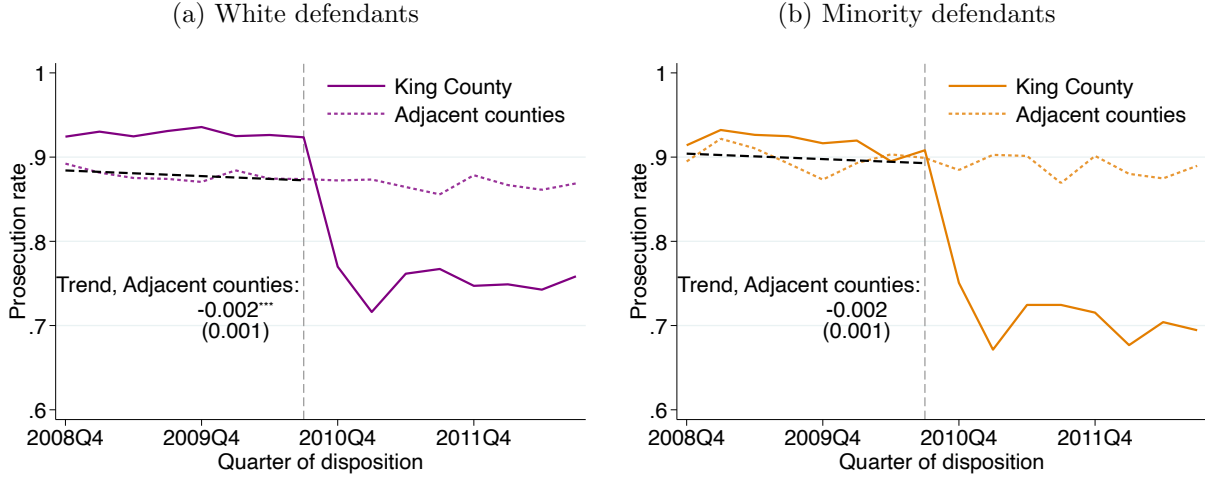 (a) White defendants
1
.9
.8
.7
.6
Prosecution rate
King County
Adjacent counties
Trend, Adjacent counties:
-0.002***
(0.001)
2008Q4
2009Q4
2010Q4
2011Q4
Quarter of disposition
(b) Minority defendants
1
.9
.8
.7
.6
Prosecution rate
King County
Adjacent counties
Trend, Adjacent counties:
-0.002
(0.001)
2008Q4
2009Q4
2010Q4
2011Q4
Quarter of disposition